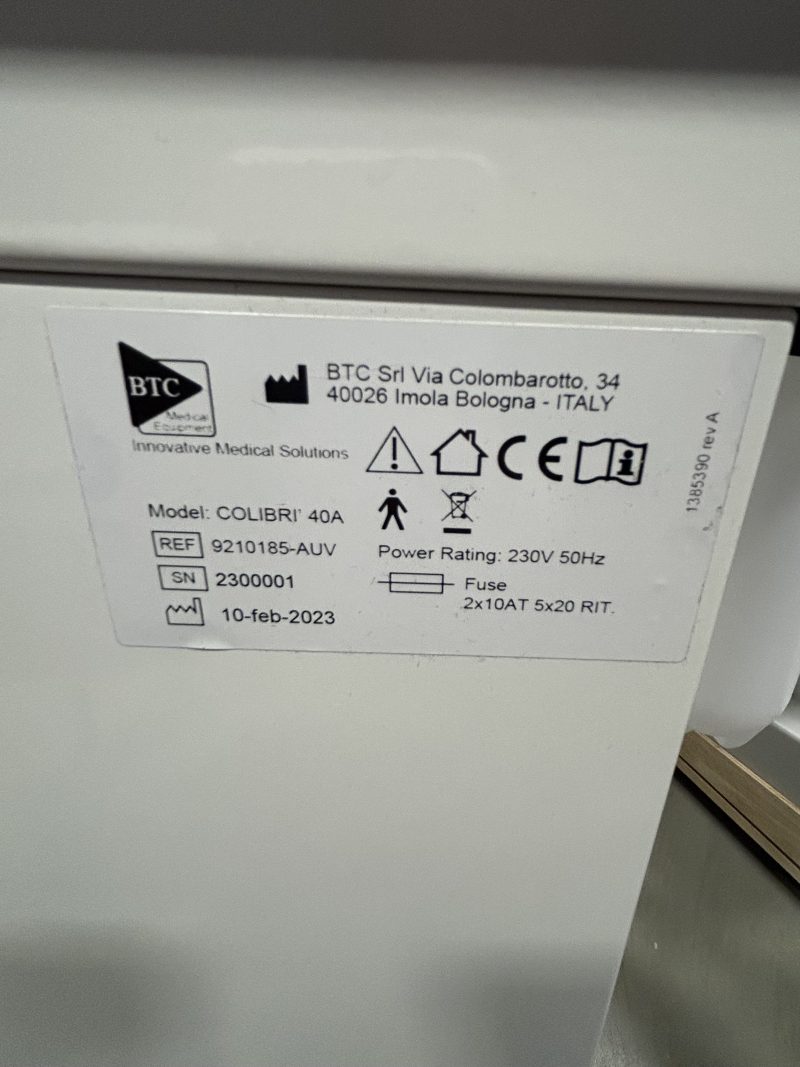 BTC
Medical
Equipment
Innovative Medical Solutions
BTC Srl Via Colombarotto, 34
40026 Imola Bologna - ITALY
CE
i
1385390 rev A
Model: COLIBRI' 40A
REF 9210185-AUV
SN 2300001
10-feb-2023
Power Rating: 230V 50Hz
Fuse
2x10AT 5x20 RIT.